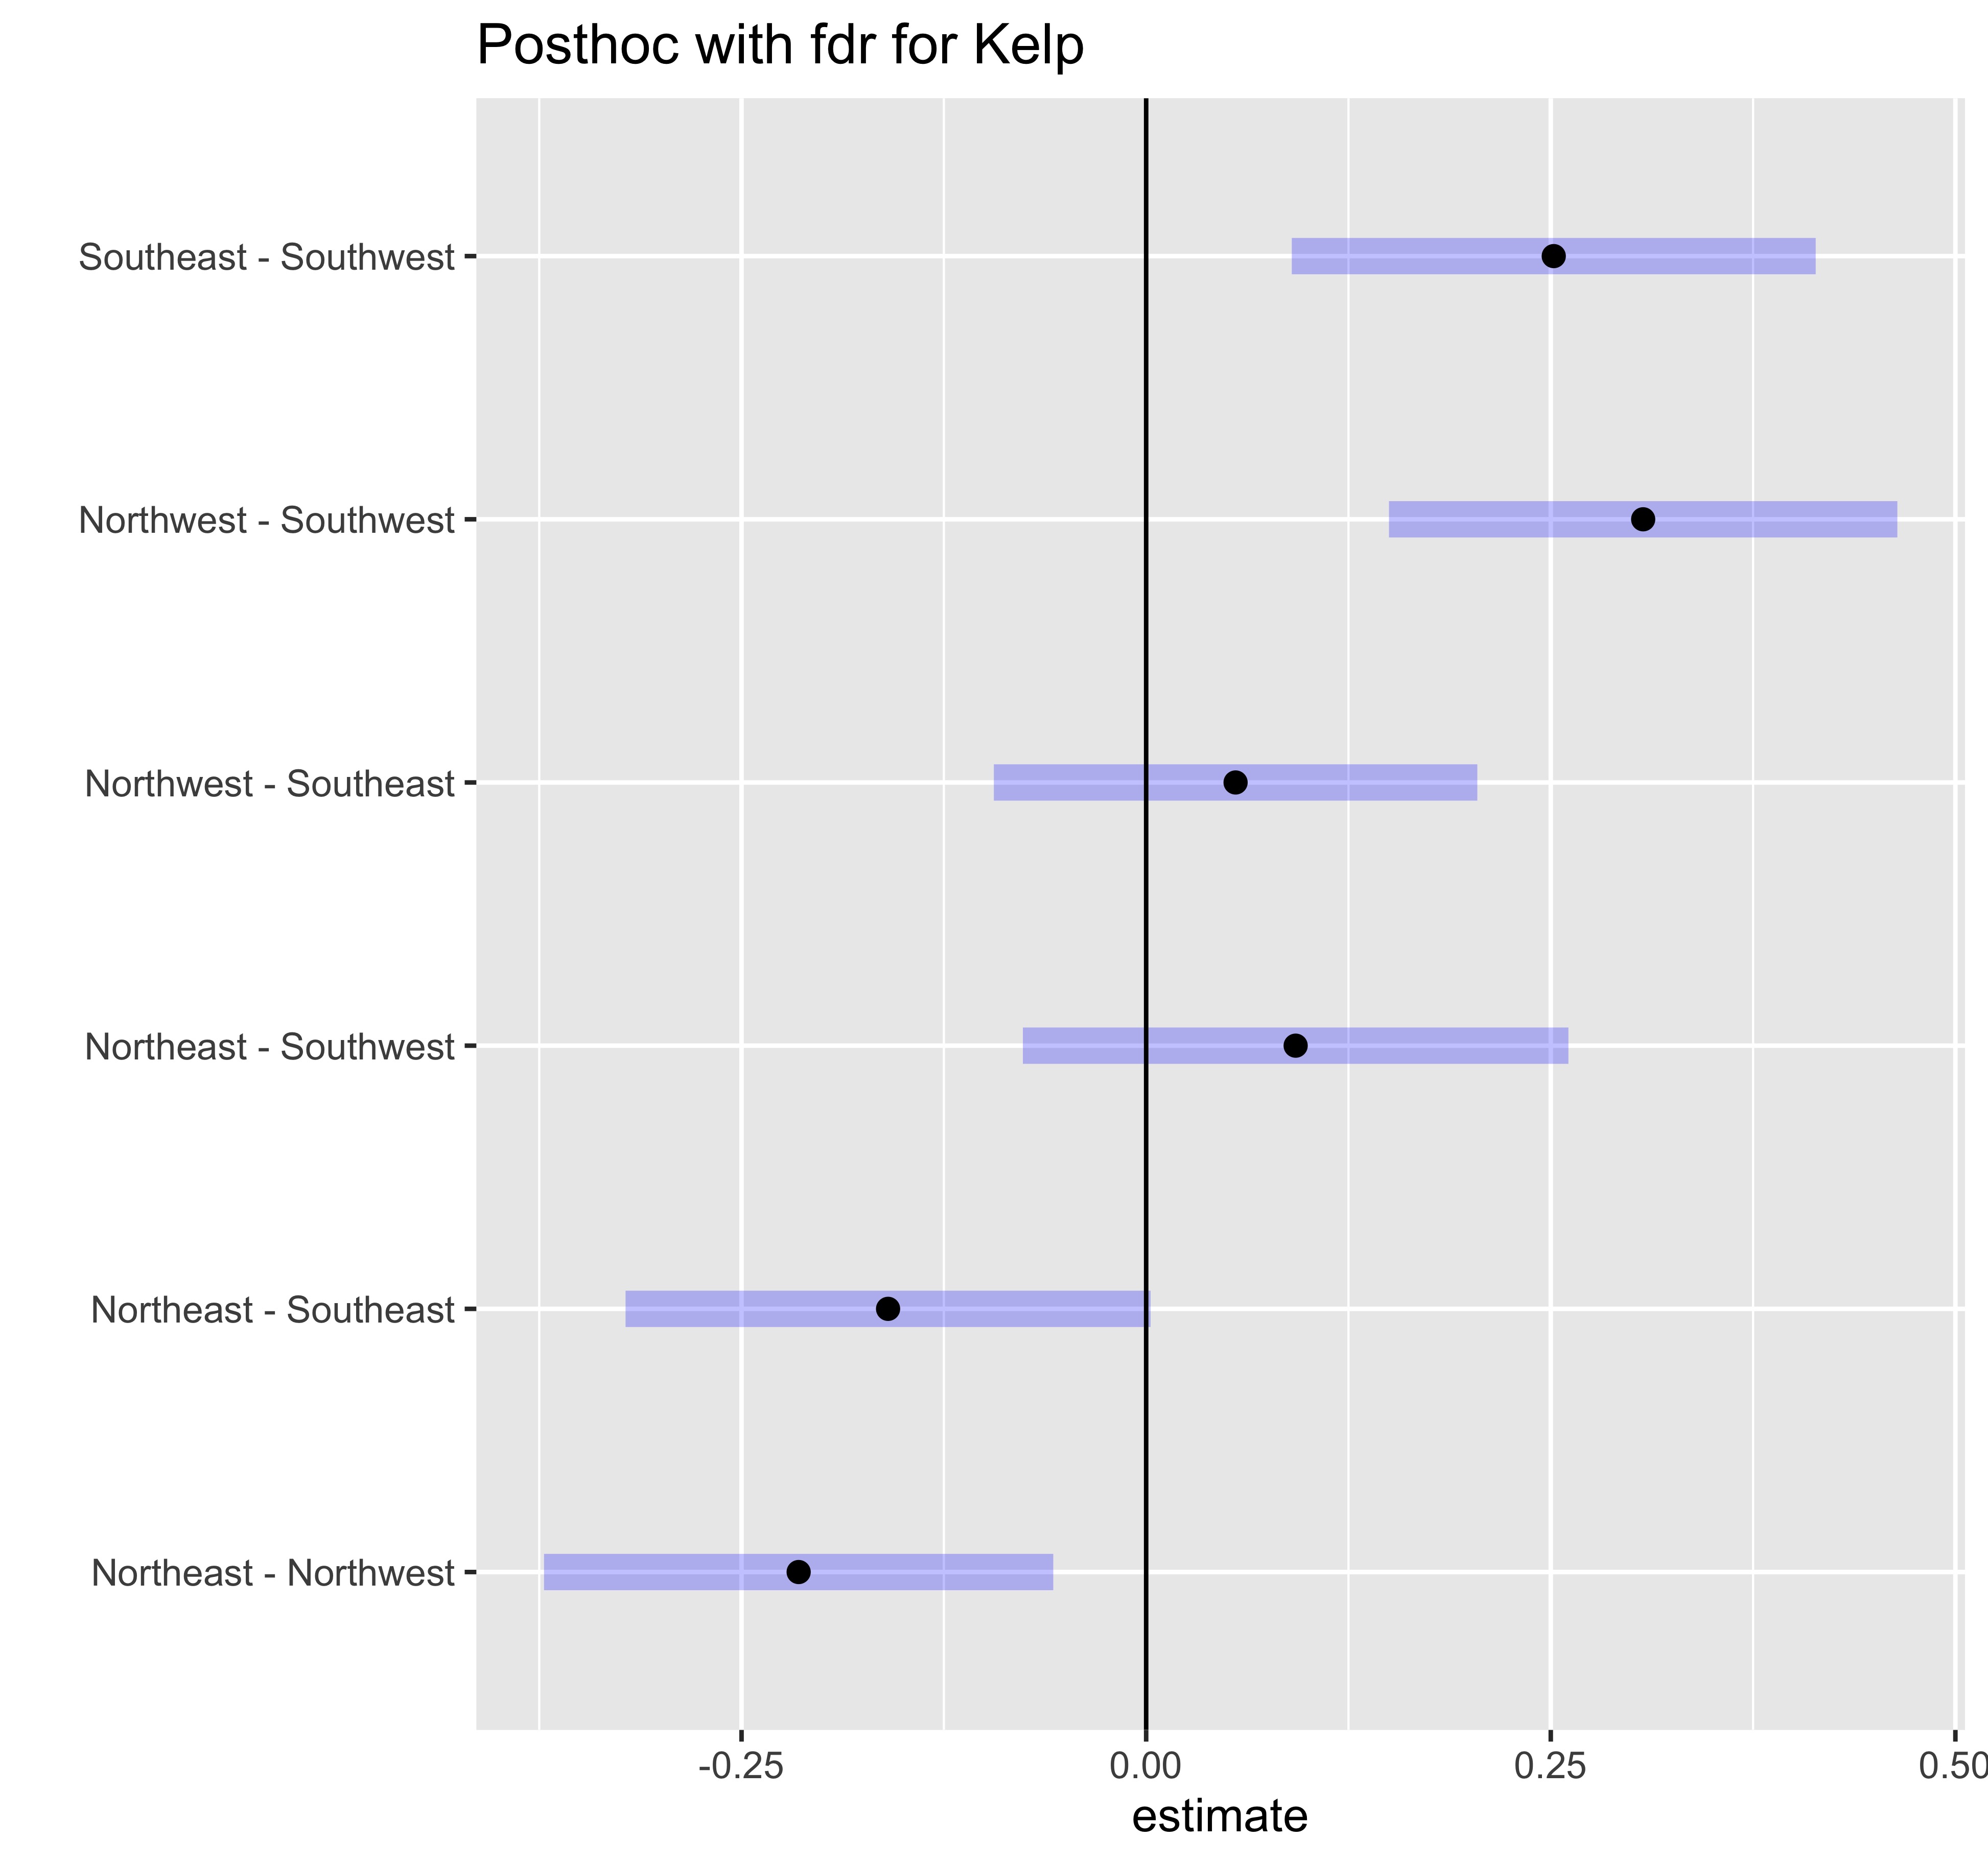 Posthoc with fdr for Kelp
Southeast - Southwest
Northwest - Southwest
Northwest - Southeast
Northeast - Southwest
Northeast - Southeast
Northeast - Northwest
-0.25 0.00 0.25 0.50
estimate